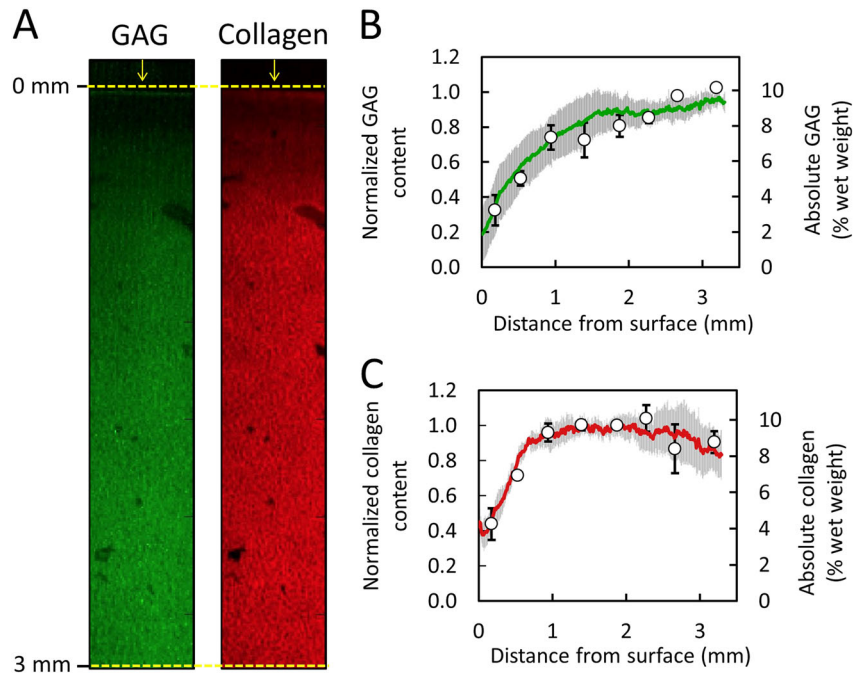 A
GAG
Collagen
0 mm
3 mm
B
Normalized GAG
content
1.2
1.0
0.8
0.6
0.4
0.2
0.0
10
8
6
4
2
0
Absolute GAG
(% wet weight)
0
1
2
3
Distance from surface (mm)
C
Normalized collagen
content
1.2
1.0
0.8
0.6
0.4
0.2
0.0
10
8
6
4
2
0
Absolute collagen
(% wet weight)
0
1
2
3
Distance from surface (mm)